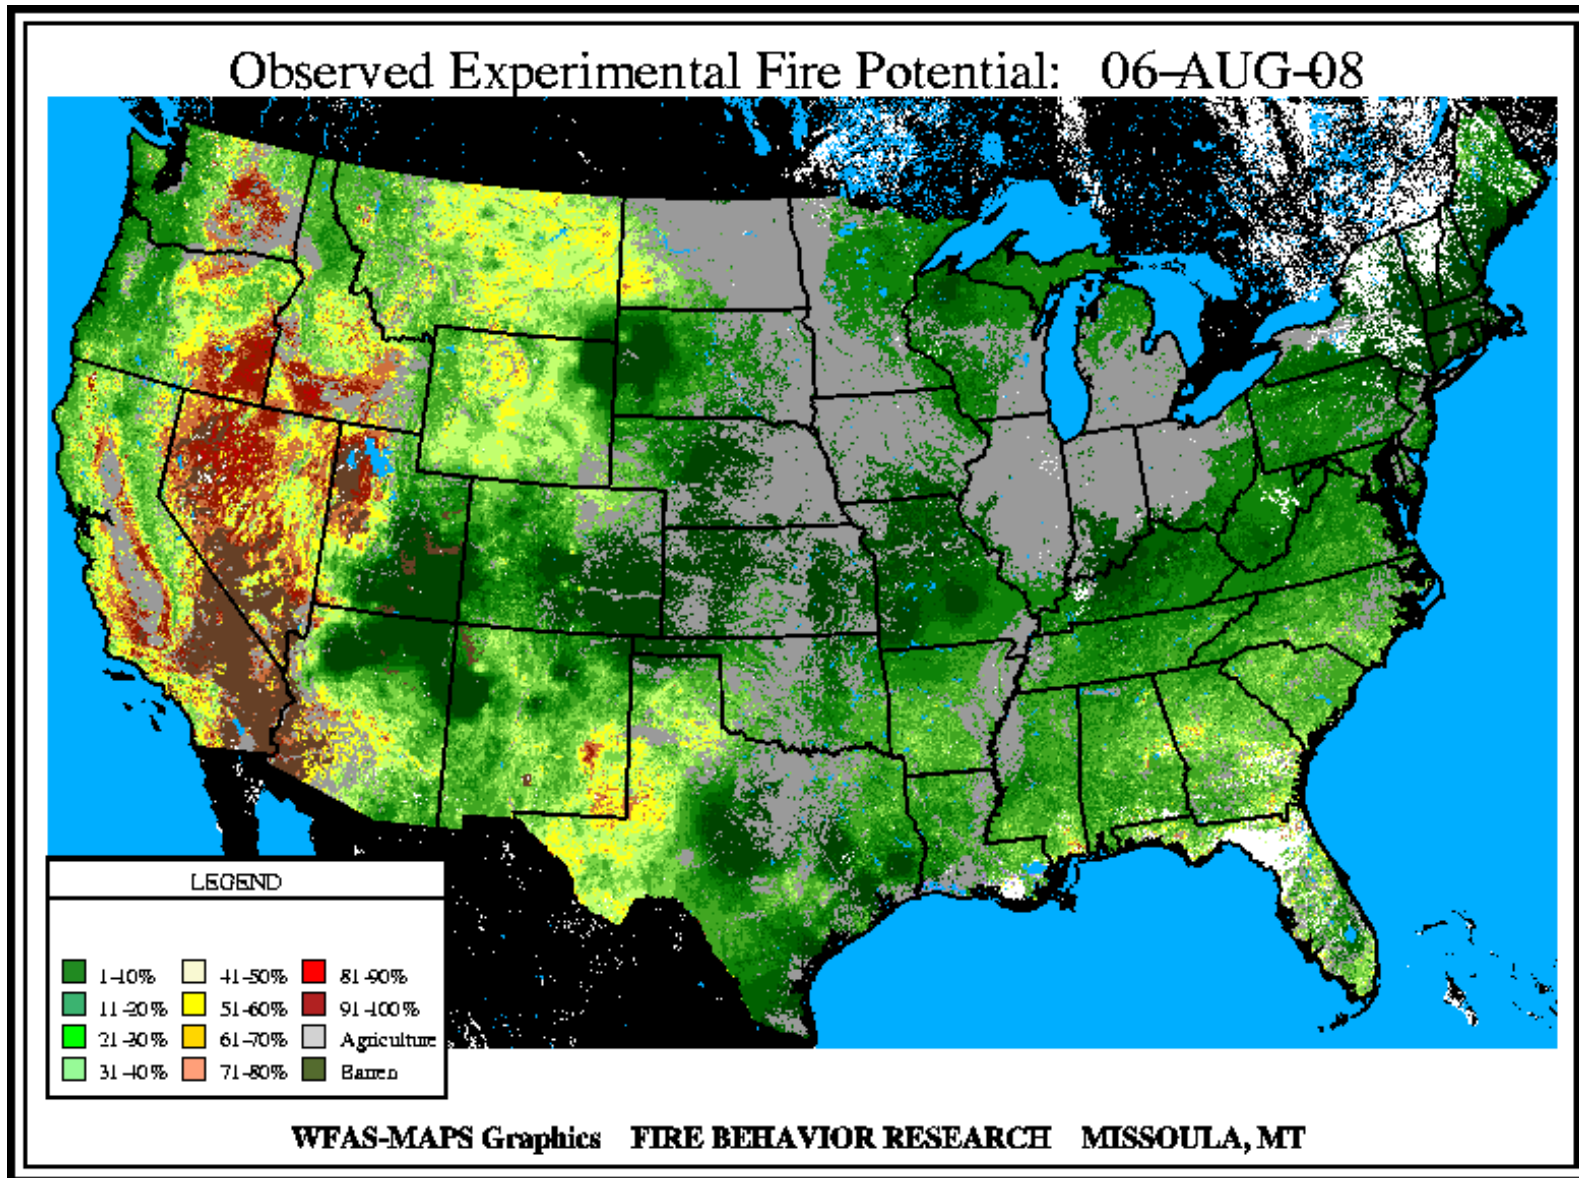 Observed Experimental Fire Potential: 06-AUG-08
LEGEND
1-10% 41-50% 81-90%
11-20% 51-60% 91-100%
21-30% 61-70% Agriculture
31-40% 71-80% Barren
WFAS-MAPS Graphics FIRE BEHAVIOR RESEARCH MISSOULA, MT